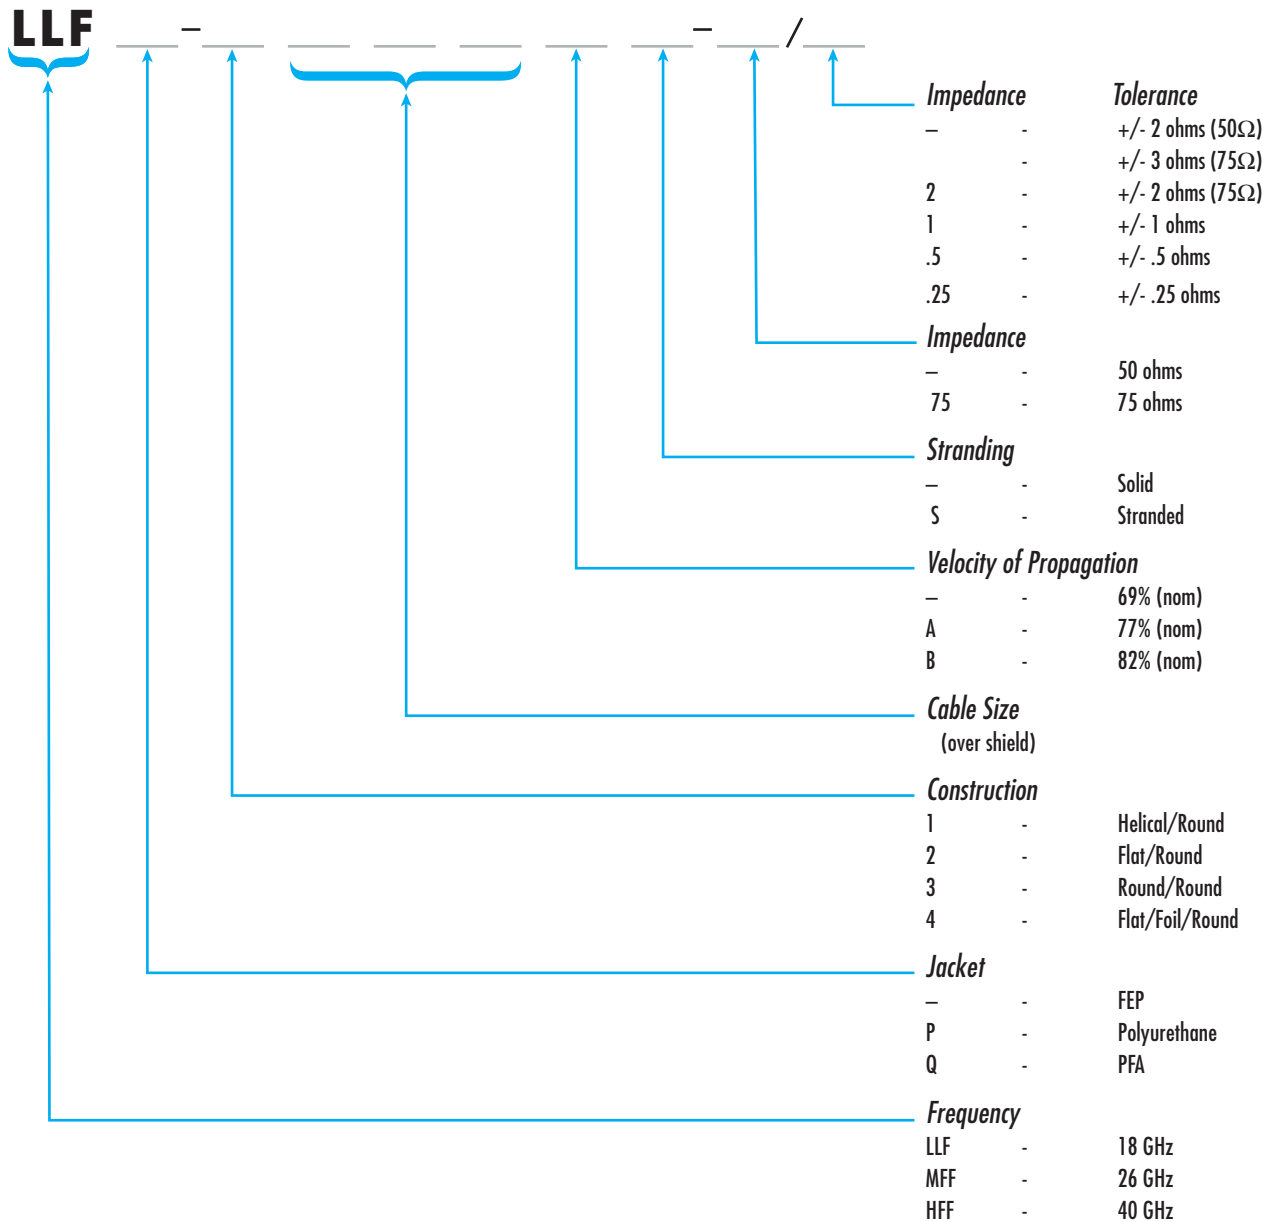 LLF – – /
Impedance Tolerance
– - +/- 2 ohms (50Ω)
- +/- 3 ohms (75Ω)
2 - +/- 2 ohms (75Ω)
1 - +/- 1 ohms
.5 - +/- .5 ohms
.25 - +/- .25 ohms
Impedance
– - 50 ohms
75 - 75 ohms
Stranding
– - Solid
S - Stranded
Velocity of Propagation
– - 69% (nom)
A - 77% (nom)
B - 82% (nom)
Cable Size
(over shield)
Construction
1 - Helical/Round
2 - Flat/Round
3 - Round/Round
4 - Flat/Foil/Round
Jacket
– - FEP
P - Polyurethane
Q - PFA
Frequency
LLF - 18 GHz
MFF - 26 GHz
HFF - 40 GHz